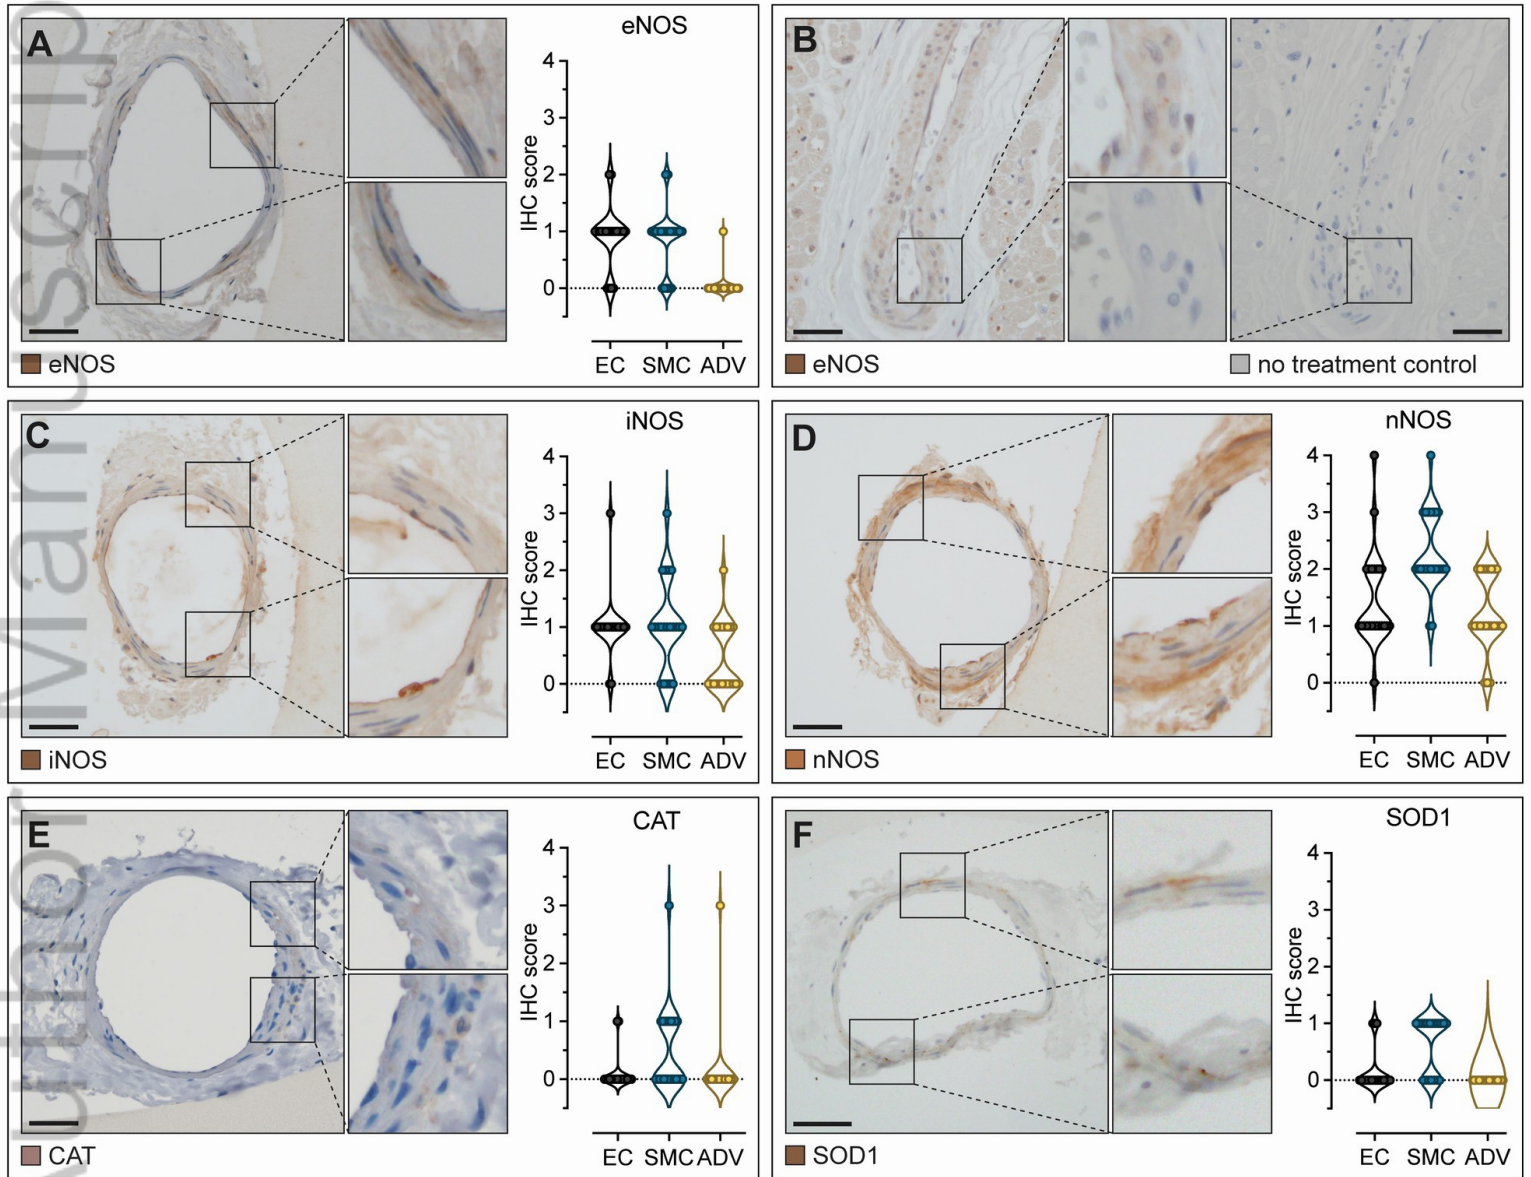 Author Manuscript
A
eNOS
4
3
2
1
0
IHC score
EC SMC ADV
eNOS
B
eNOS
no treatment control
C
iNOS
4
3
2
1
0
IHC score
EC SMC ADV
iNOS
D
nNOS
4
3
2
1
0
IHC score
EC SMC ADV
nNOS
E
CAT
4
3
2
1
0
IHC score
EC SMC ADV
CAT
F
SOD1
4
3
2
1
0
IHC score
EC SMC ADV
SOD1